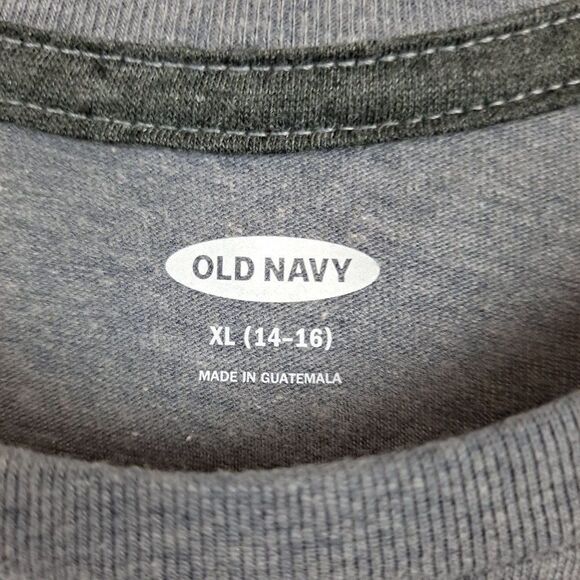 OLD NAVY
XL (14-16)
MADE IN GUATEMALA